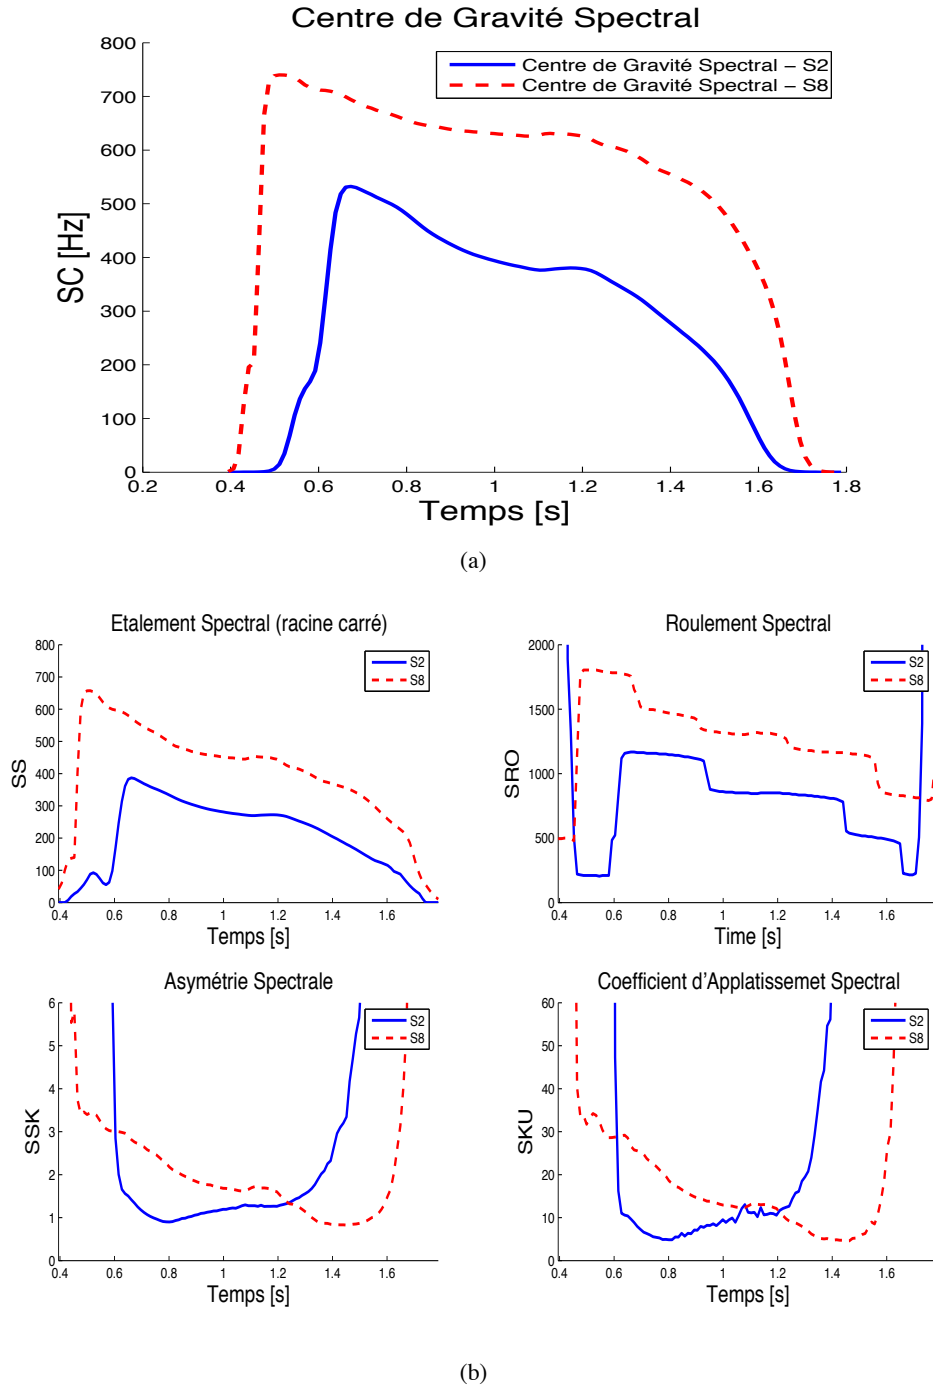 Centre de Gravité Spectral
800
700
600
500
400
300
200
100
0
SC [Hz]
Centre de Gravité Spectral – S2
Centre de Gravité Spectral – S8
0.2 0.4 0.6 0.8 1 1.2 1.4 1.6 1.8
Temps [s]
(a)
Etalement Spectral (racine carré)
800
700
600
500
400
300
200
100
0
SS
S2
S8
0.4 0.6 0.8 1 1.2 1.4 1.6
Temps [s]
Roulement Spectral
2000
1500
1000
500
0
SRO
S2
S8
0.4 0.6 0.8 1 1.2 1.4 1.6
Time [s]
Asymétrie Spectrale
6
5
4
3
2
1
0
SSK
S2
S8
0.4 0.6 0.8 1 1.2 1.4 1.6
Temps [s]
Coefficient d'Applatissemet Spectral
60
50
40
30
20
10
0
SKU
S2
S8
0.4 0.6 0.8 1 1.2 1.4 1.6
Temps [s]
(b)